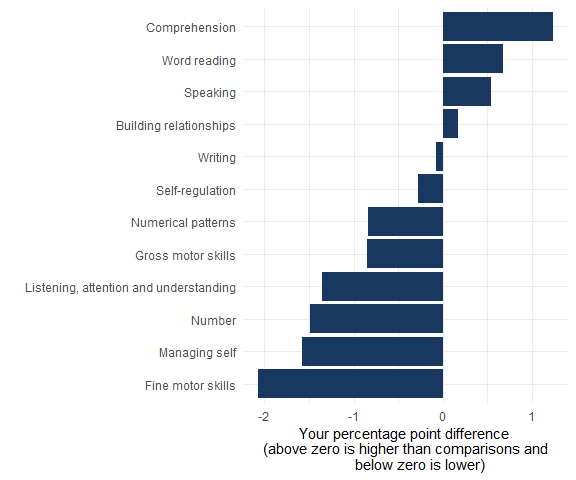 Comprehension
Word reading
Speaking
Building relationships
Writing
Self-regulation
Numerical patterns
Gross motor skills
Listening, attention and understanding
Number
Managing self
Fine motor skills
-2 -1 0 1
Your percentage point difference
(above zero is higher than comparisons and
below zero is lower)